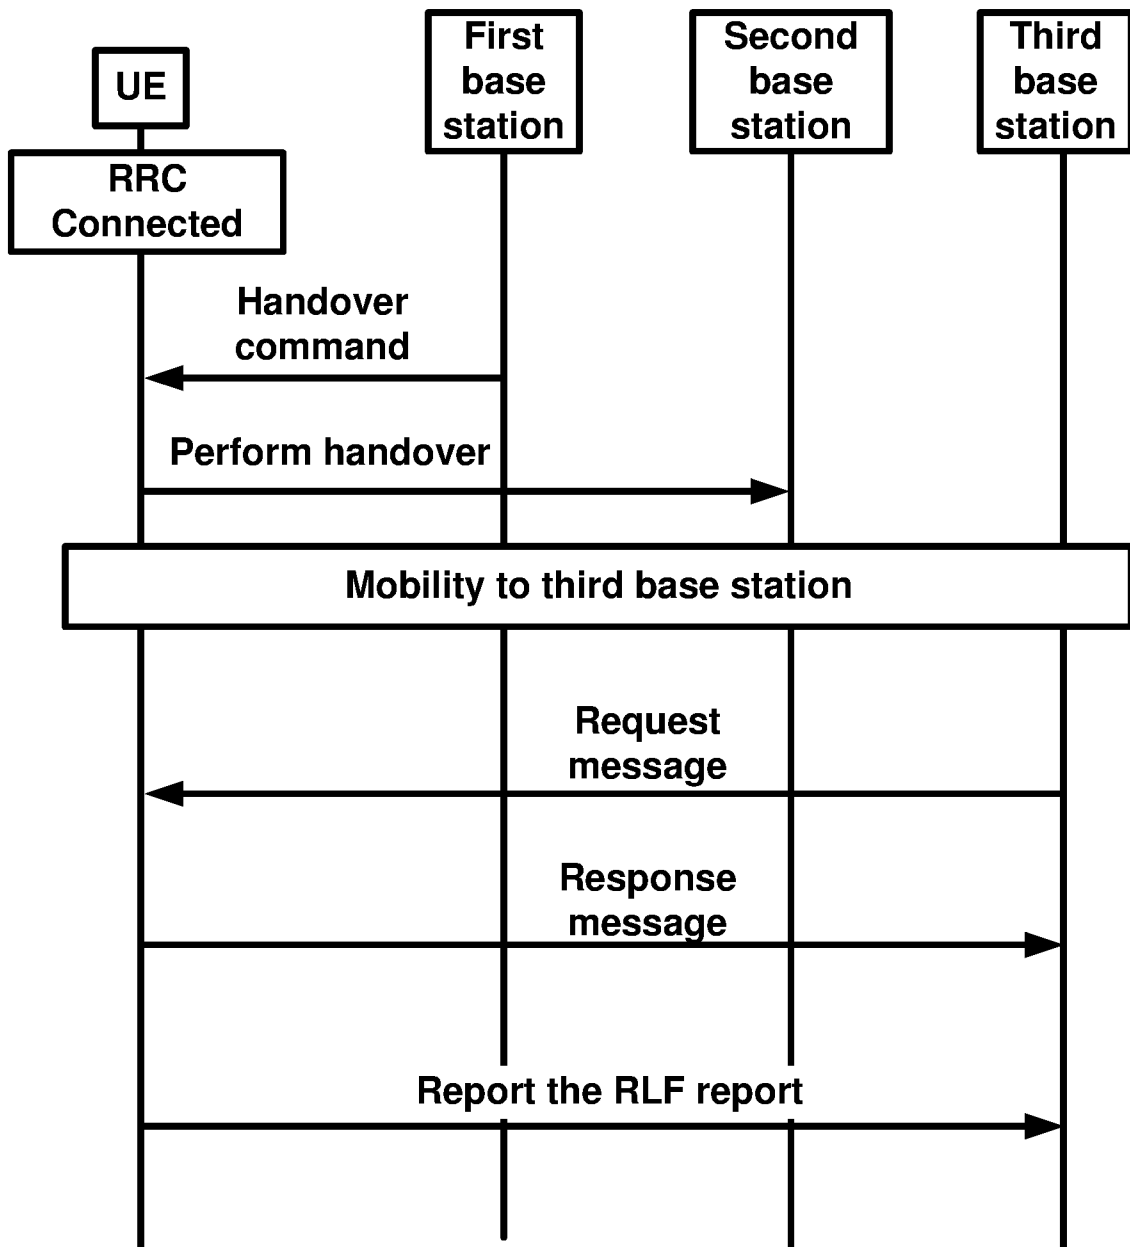 UE
First
base
station
Second
base
station
Third
base
station
RRC
Connected
Handover
command
Perform handover
Mobility to third base station
Request
message
Response
message
Report the RLF report